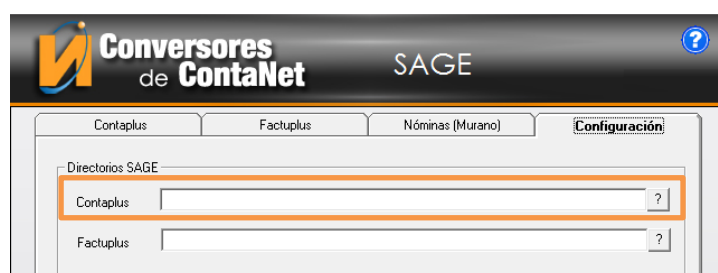 Conversores
de ContaNet
SAGE
?
Contaplus
Factuplus
Nóminas (Murano)
Configuración
Directorios SAGE
Contaplus
?
Factuplus
?